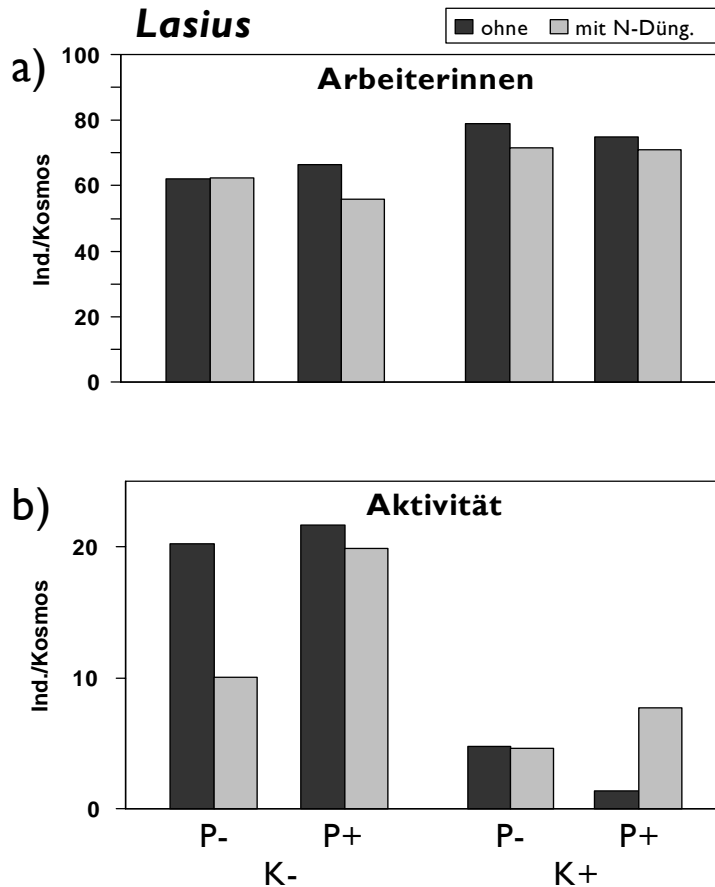 Lasius
ohne mit N-Düng.
a)
Arbeiterinnen
100
80
60
40
20
0
Ind./Kosmos
b)
Aktivität
20
10
0
Ind./Kosmos
P- P+ P- P+
K- K+